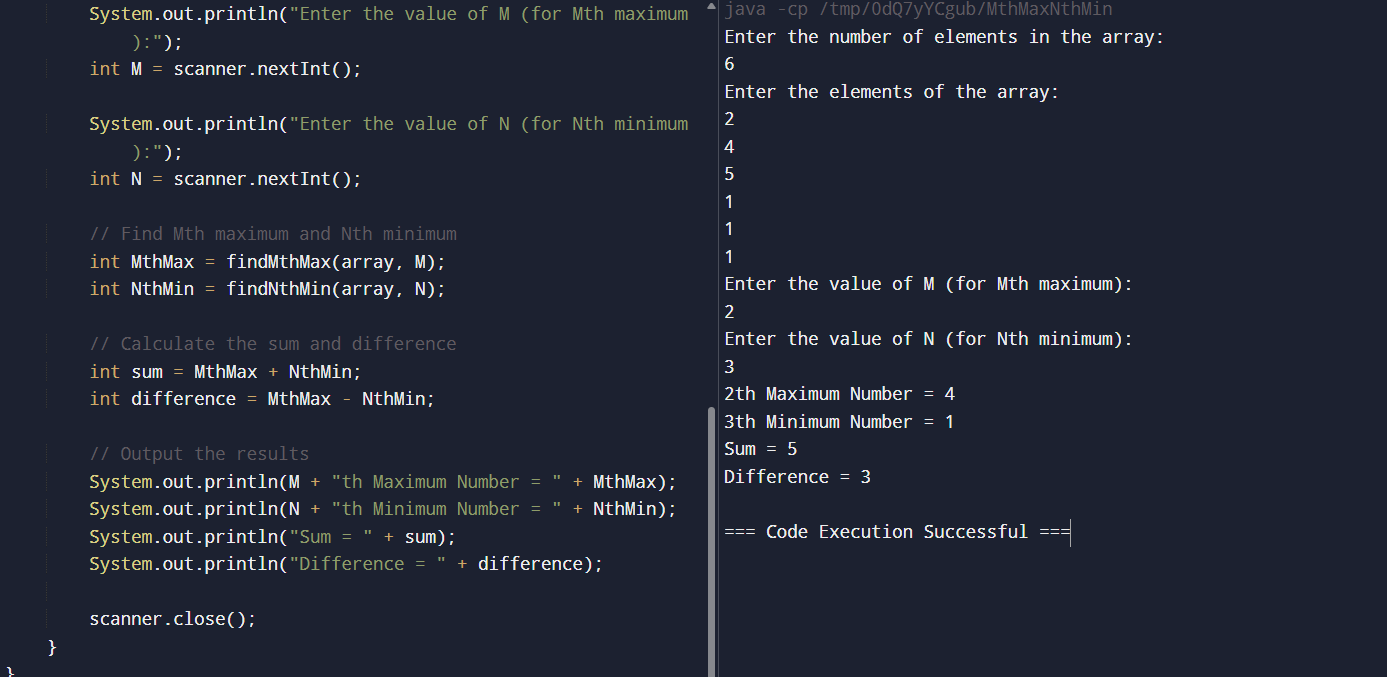 System.out.println("Enter the value of M (for Mth maximum
):");
int M = scanner.nextInt();
System.out.println("Enter the value of N (for Nth minimum
):");
int N = scanner.nextInt();
// Find Mth maximum and Nth minimum
int MthMax = findMthMax(array, M);
int NthMin = findNthMin(array, N);
// Calculate the sum and difference
int sum = MthMax + NthMin;
int difference = MthMax - NthMin;
// Output the results
System.out.println(M + "th Maximum Number = " + MthMax);
System.out.println(N + "th Minimum Number = " + NthMin);
System.out.println("Sum = " + sum);
System.out.println("Difference = " + difference);
scanner.close();
}
}
java -cp /tmp/0dQ7yYCgub/MthMaxNthMin
Enter the number of elements in the array:
6
Enter the elements of the array:
2
4
5
1
1
1
Enter the value of M (for Mth maximum):
2
Enter the value of N (for Nth minimum):
3
2th Maximum Number = 4
3th Minimum Number = 1
Sum = 5
Difference = 3
=== Code Execution Successful ===